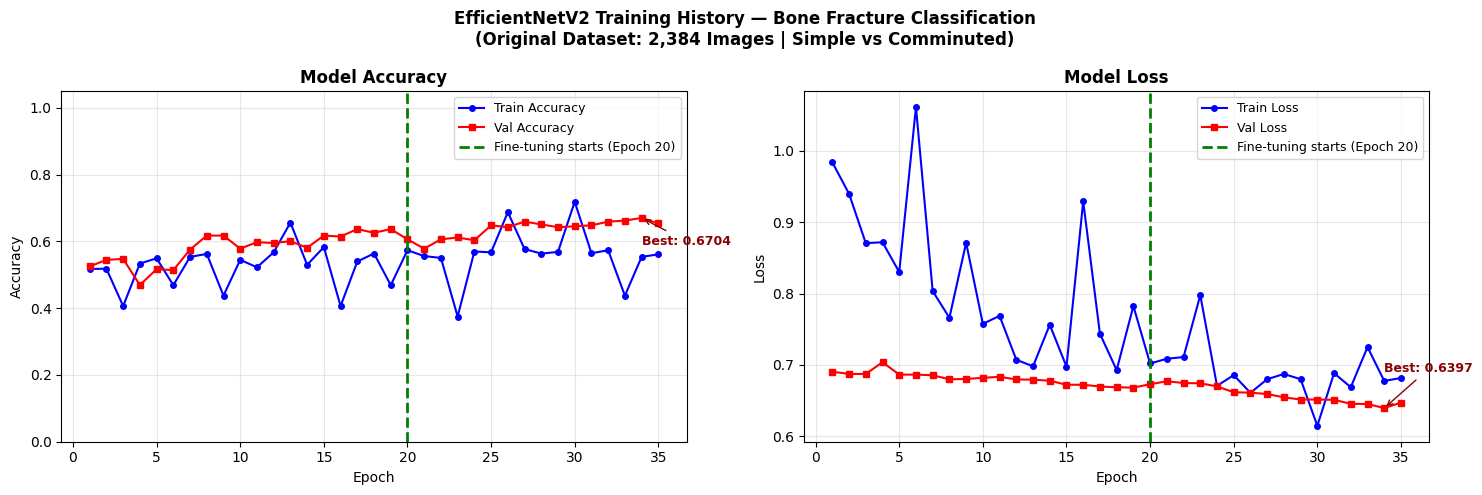 EfficientNetV2 Training History — Bone Fracture Classification
(Original Dataset: 2,384 Images | Simple vs Comminuted)
Model Accuracy
Train Accuracy
Val Accuracy
Fine-tuning starts (Epoch 20)
Best: 0.6704
Accuracy
1.0
0.8
0.6
0.4
0.2
0.0
0 5 10 15 20 25 30 35
Epoch
Model Loss
Train Loss
Val Loss
Fine-tuning starts (Epoch 20)
Best: 0.6397
Loss
1.0
0.9
0.8
0.7
0.6
0 5 10 15 20 25 30 35
Epoch